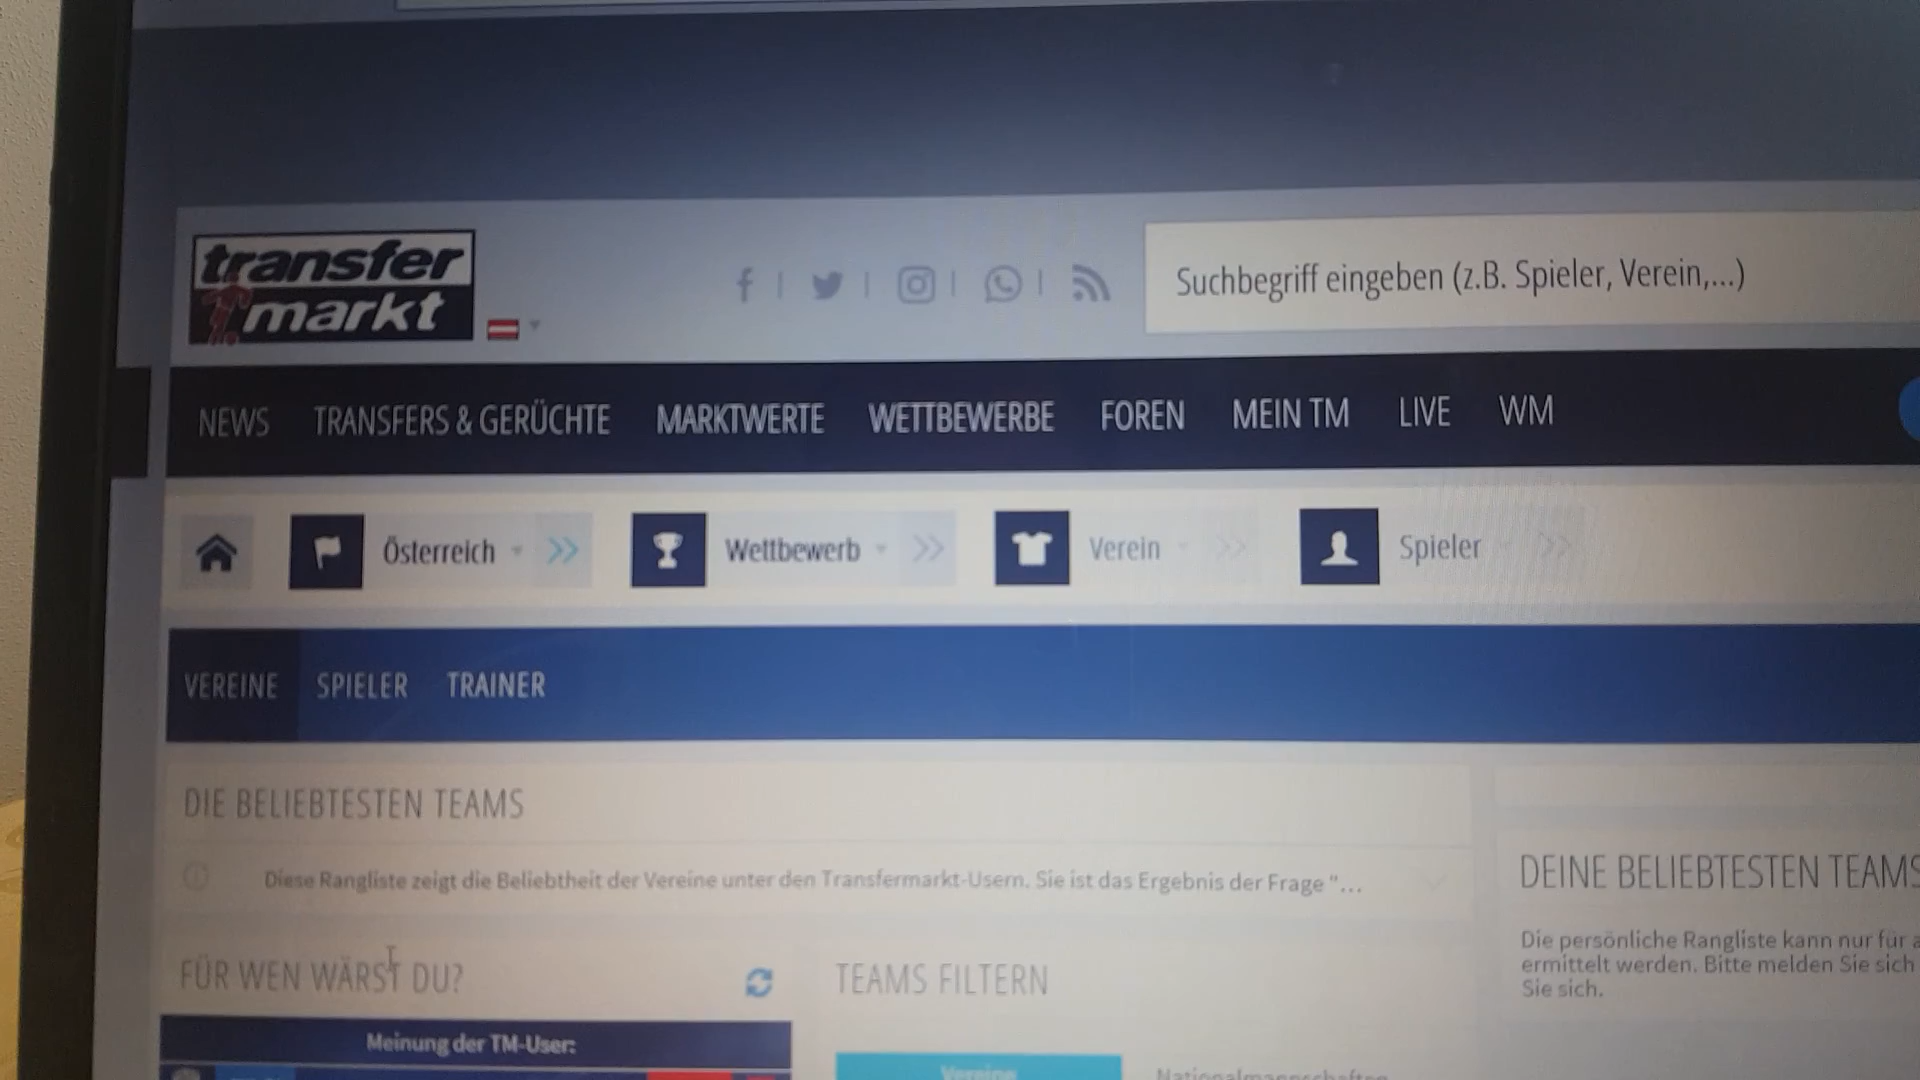 transfer
markt
Suchbegriff eingeben (z.B. Spieler, Verein,...)
NEWS TRANSFERS & GERÜCHTE MARKTWERTE WETTBEWERBE FOREN MEIN TM LIVE WM
Österreich Wettbewerb Verein Spieler
VEREINE SPIELER TRAINER
DIE BELIEBTESTEN TEAMS
Diese Rangliste zeigt die Beliebtheit der Vereine unter den Transfermarkt-Usern. Sie ist das Ergebnis der Frage "...
FÜR WEN WÄRST DU?
TEAMS FILTERN
Meinung der TM-User:
Vereine
Nationalmannschaften
DEINE BELIEBTESTEN TEAMS
Die persönliche Rangliste kann nur für a
ermittelt werden. Bitte melden Sie sich
Sie sich.